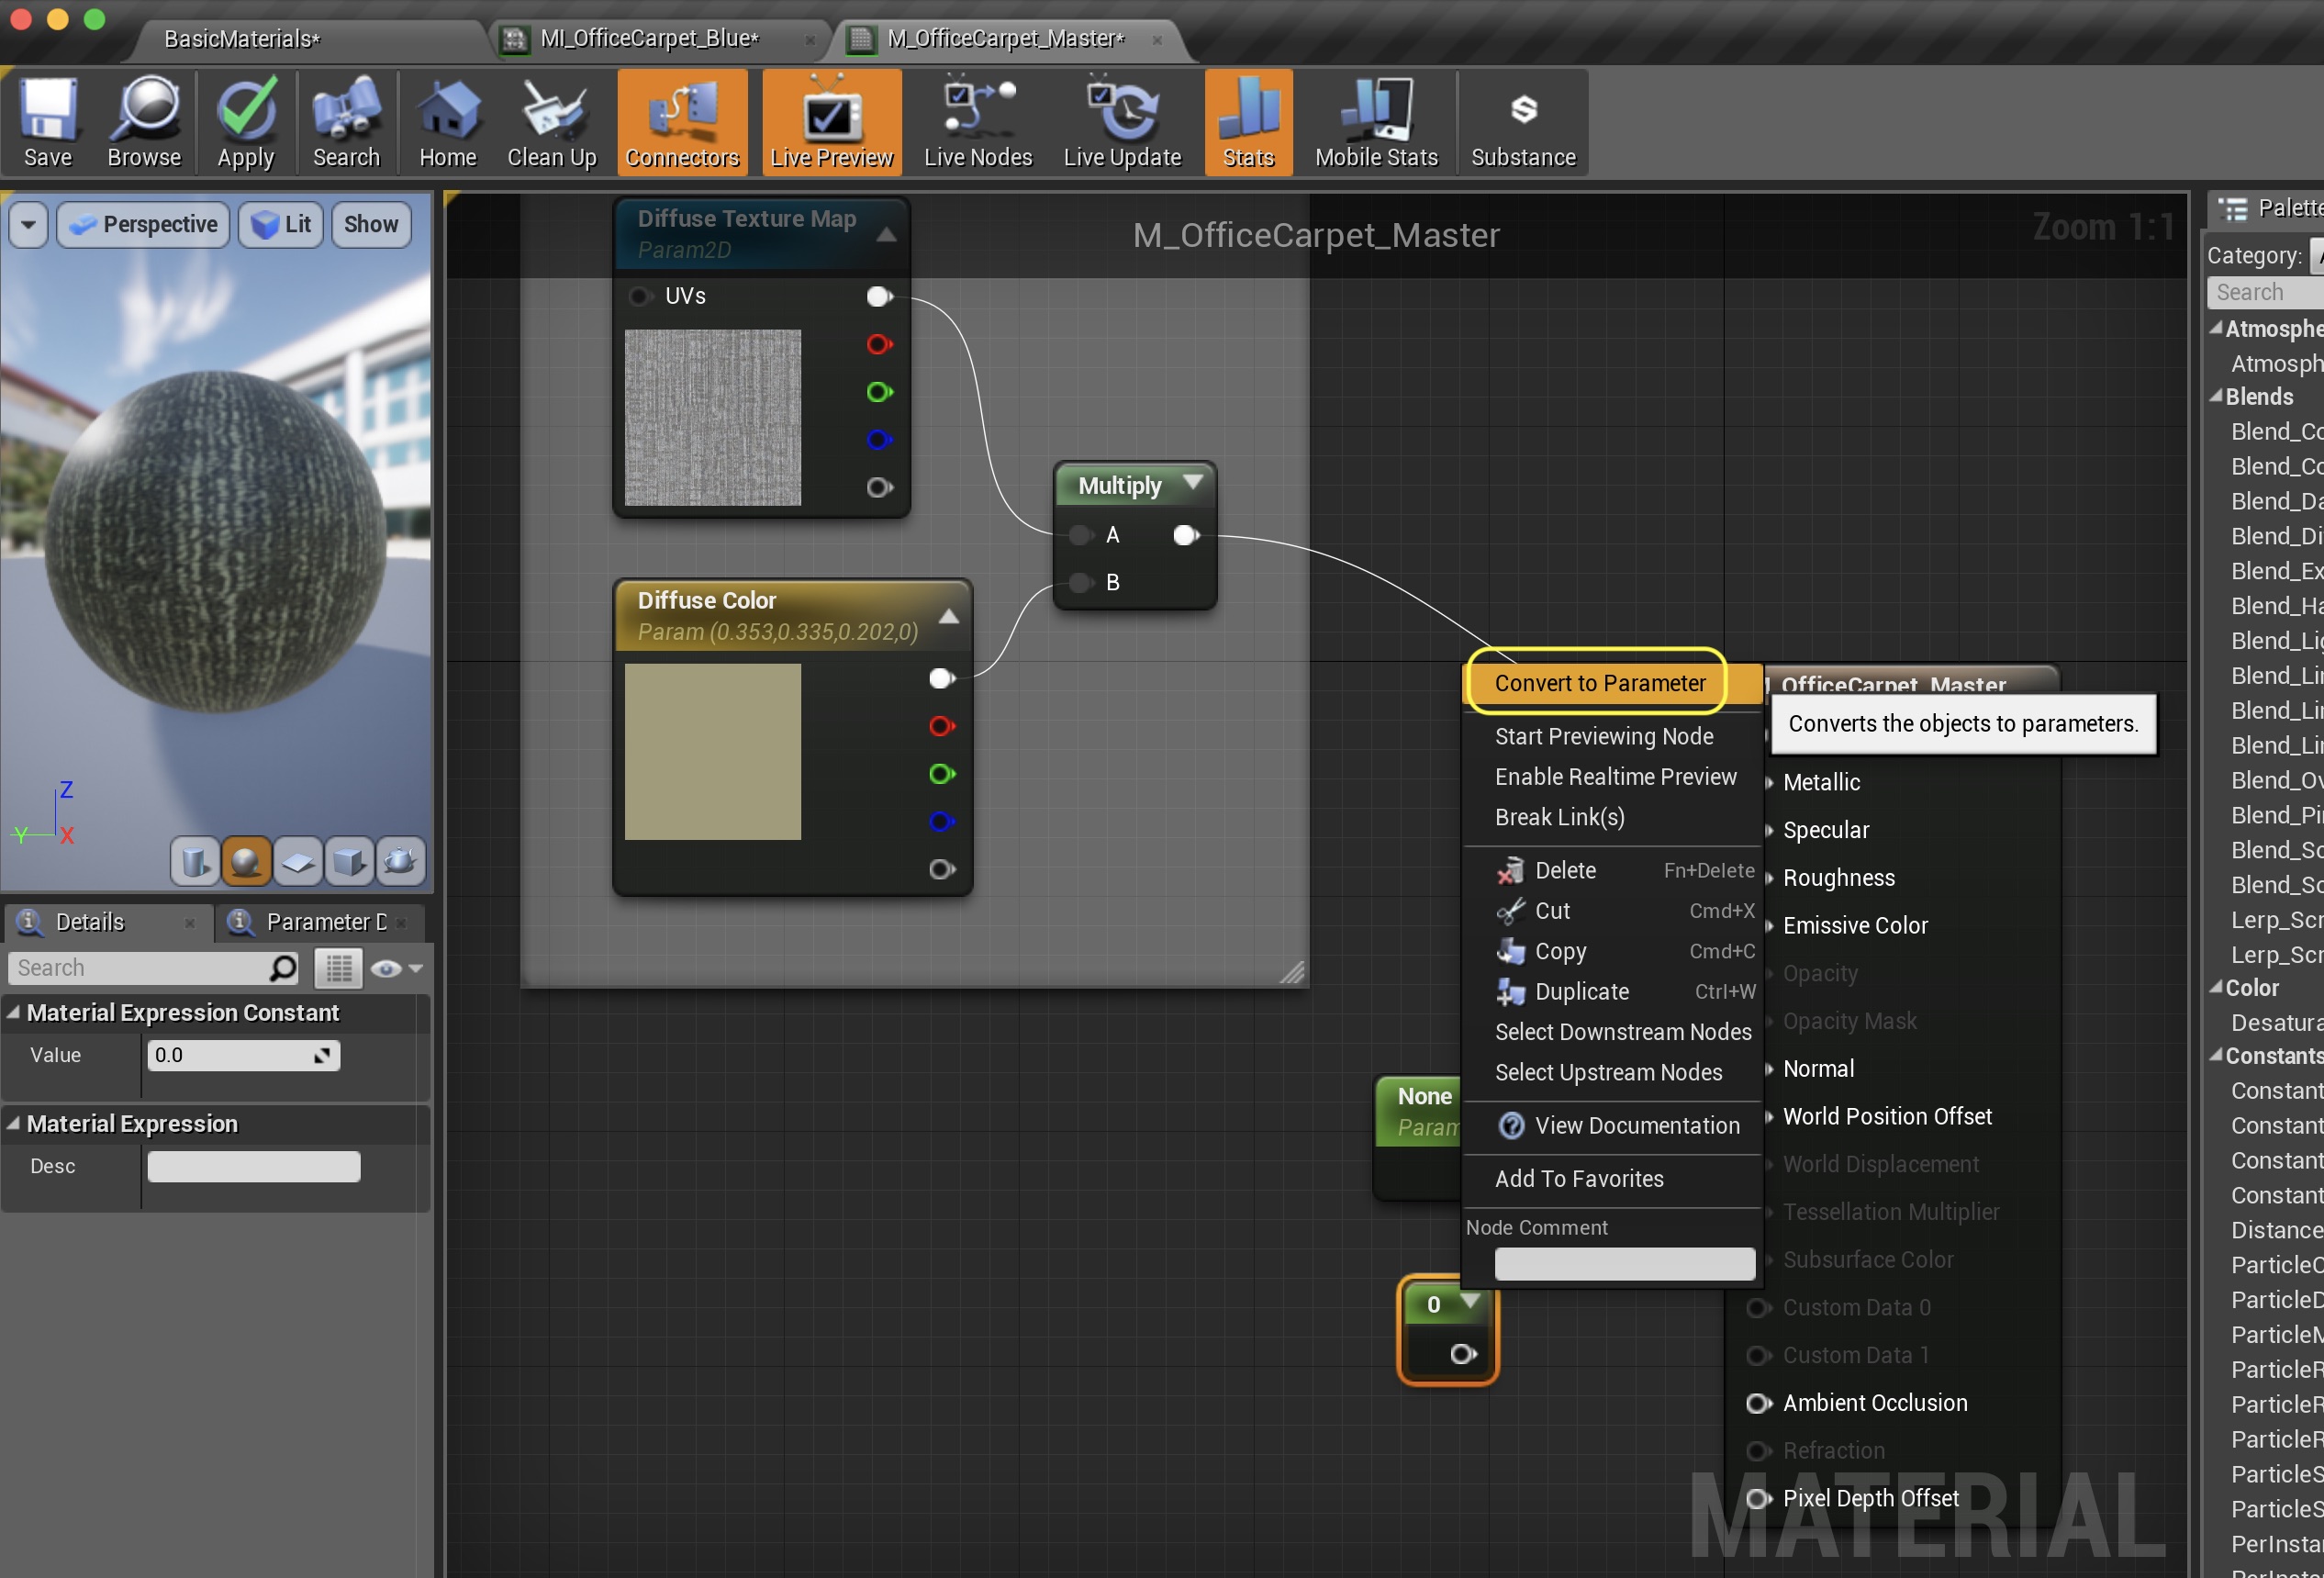 BasicMaterials*
MI_OfficeCarpet_Blue*
M_OfficeCarpet_Master*
Save
Browse
Apply
Search
Home
Clean Up
Connectors
Live Preview
Live Nodes
Live Update
Stats
Mobile Stats
Substance
Perspective
Lit
Show
Z
Y
X
Details
Parameter D
Search
Material Expression Constant
Value
0.0
Material Expression
Desc
M_OfficeCarpet_Master
Zoom 1:1
Diffuse Texture Map
Param2D
UVs
Multiply
A
B
Diffuse Color
Param (0.353,0.335,0.202,0)
Convert to Parameter
OfficeCarpet_Master
Converts the objects to parameters.
Start Previewing Node
Enable Realtime Preview
Break Link(s)
Delete Fn+Delete
Cut Cmd+X
Copy Cmd+C
Duplicate Ctrl+W
Select Downstream Nodes
Select Upstream Nodes
View Documentation
Add To Favorites
Node Comment
None
Param
0
Metallic
Specular
Roughness
Emissive Color
Opacity
Opacity Mask
Normal
World Position Offset
World Displacement
Tessellation Multiplier
Subsurface Color
Custom Data 0
Custom Data 1
Ambient Occlusion
Refraction
Pixel Depth Offset
MATERIAL
Palette
Category:
Search
Atmosphe
Atmosph
Blends
Blend_Co
Blend_Co
Blend_Da
Blend_Di
Blend_Ex
Blend_Ha
Blend_Lig
Blend_Lin
Blend_Lin
Blend_Lin
Blend_Ov
Blend_Pin
Blend_Sc
Blend_So
Lerp_Scr
Lerp_Scr
Color
Desatura
Constants
Constant
Constant
Constant
Constant
Distance
ParticleC
ParticleD
ParticleM
ParticleR
ParticleR
ParticleR
ParticleS
ParticleS
PerInstan